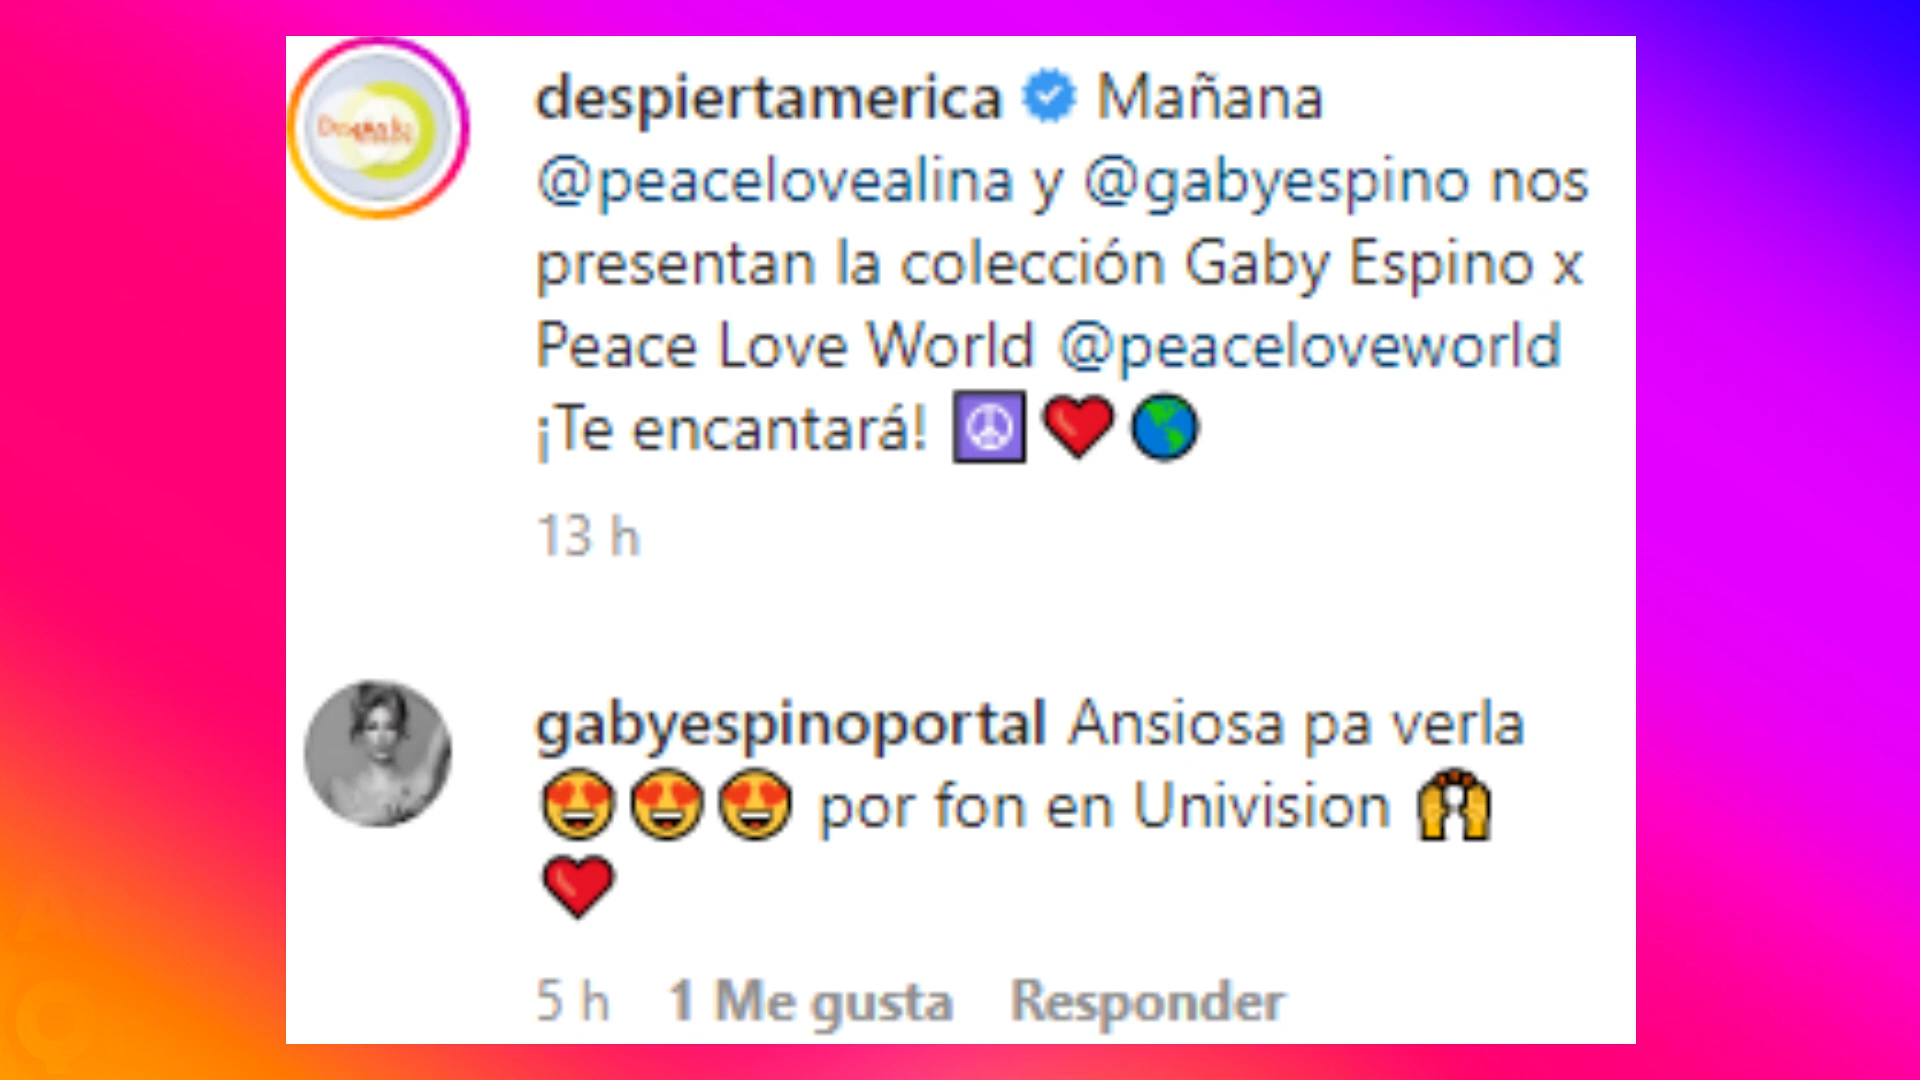 despiertamerica Mañana
@peacelovealina y @gabyespino nos
presentan la colección Gaby Espino x
Peace Love World @peaceloveworld
¡Te encantará! ☮️❤️🌎
13 h
gabyespinoportal Ansiosa pa verla
😍😍😍 por fon en Univision 🙌
❤️
5 h 1 Me gusta Responder